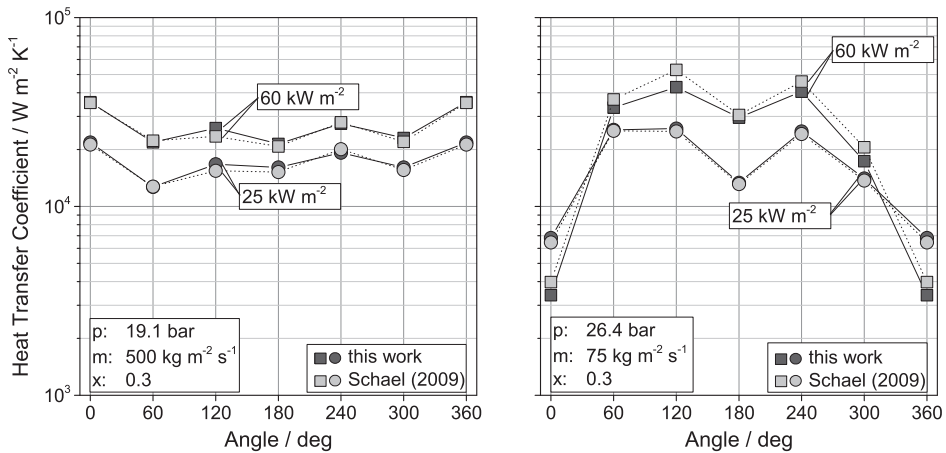 Heat Transfer Coefficient / W m⁻² K⁻¹
10⁵
10⁴
10³
60 kW m⁻²
25 kW m⁻²
p: 19.1 bar
m: 500 kg m⁻² s⁻¹
x: 0.3
this work
Schael (2009)
0 60 120 180 240 300 360
Angle / deg
60 kW m⁻²
25 kW m⁻²
p: 26.4 bar
m: 75 kg m⁻² s⁻¹
x: 0.3
this work
Schael (2009)
0 60 120 180 240 300 360
Angle / deg